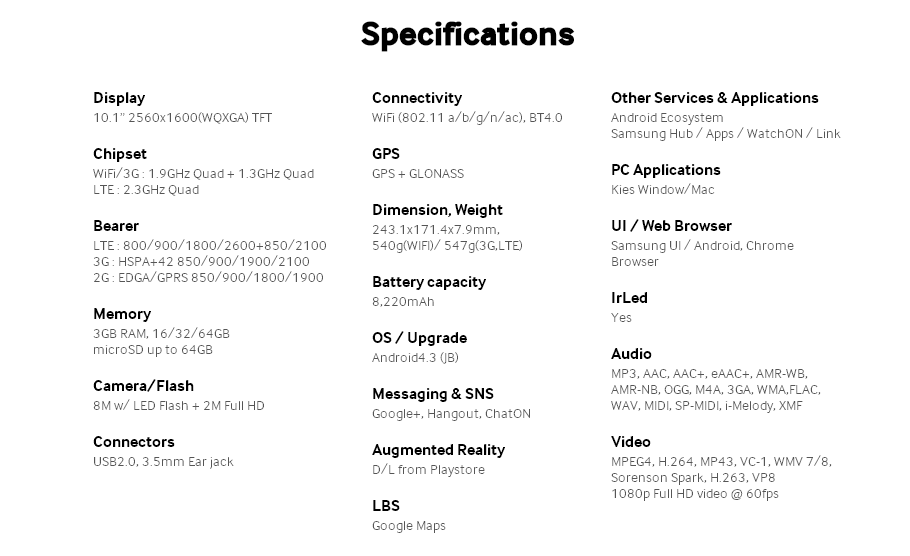 Specifications
Display
10.1” 2560x1600(WQXGA) TFT
Chipset
WiFi/3G : 1.9GHz Quad + 1.3GHz Quad
LTE : 2.3GHz Quad
Bearer
LTE : 800/900/1800/2600+850/2100
3G : HSPA+42 850/900/1900/2100
2G : EDGA/GPRS 850/900/1800/1900
Memory
3GB RAM, 16/32/64GB
microSD up to 64GB
Camera/Flash
8M w/ LED Flash + 2M Full HD
Connectors
USB2.0, 3.5mm Ear jack
Connectivity
WiFi (802.11 a/b/g/n/ac), BT4.0
GPS
GPS + GLONASS
Dimension, Weight
243.1x171.4x7.9mm,
540g(WIFI)/ 547g(3G,LTE)
Battery capacity
8,220mAh
OS / Upgrade
Android4.3 (JB)
Messaging & SNS
Google+, Hangout, ChatON
Augmented Reality
D/L from Playstore
LBS
Google Maps
Other Services & Applications
Android Ecosystem
Samsung Hub / Apps / WatchON / Link
PC Applications
Kies Window/Mac
UI / Web Browser
Samsung UI / Android, Chrome
Browser
IrLed
Yes
Audio
MP3, AAC, AAC+, eAAC+, AMR-WB,
AMR-NB, OGG, M4A, 3GA, WMA,FLAC,
WAV, MIDI, SP-MIDI, i-Melody, XMF
Video
MPEG4, H.264, MP43, VC-1, WMV 7/8,
Sorenson Spark, H.263, VP8
1080p Full HD video @ 60fps